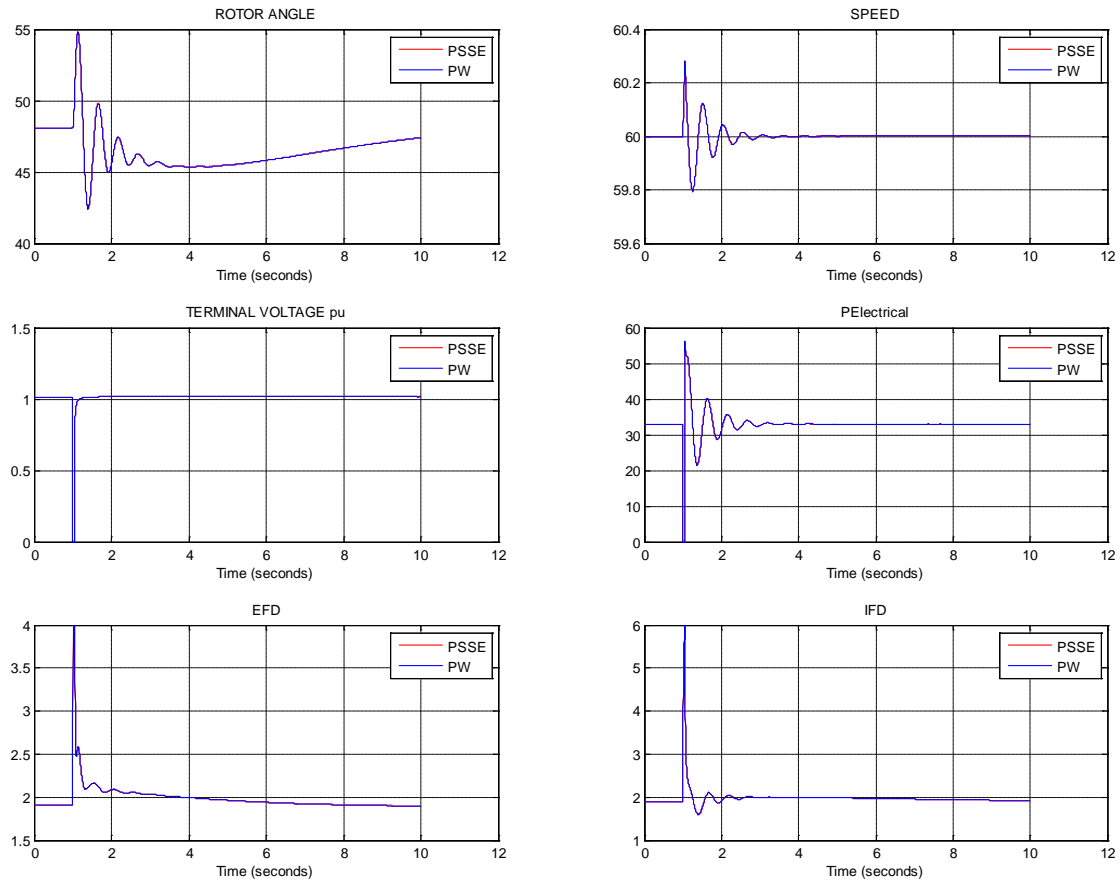 ROTOR ANGLE
55
50
45
40
PSSE
PW
0 2 4 6 8 10 12
Time (seconds)
SPEED
60.4
60.2
60
59.8
59.6
PSSE
PW
0 2 4 6 8 10 12
Time (seconds)
TERMINAL VOLTAGE pu
1.5
1
0.5
0
PSSE
PW
0 2 4 6 8 10 12
Time (seconds)
PElectrical
60
50
40
30
20
10
0
PSSE
PW
0 2 4 6 8 10 12
Time (seconds)
EFD
4
3.5
3
2.5
2
1.5
PSSE
PW
0 2 4 6 8 10 12
Time (seconds)
IFD
6
5
4
3
2
1
PSSE
PW
0 2 4 6 8 10 12
Time (seconds)